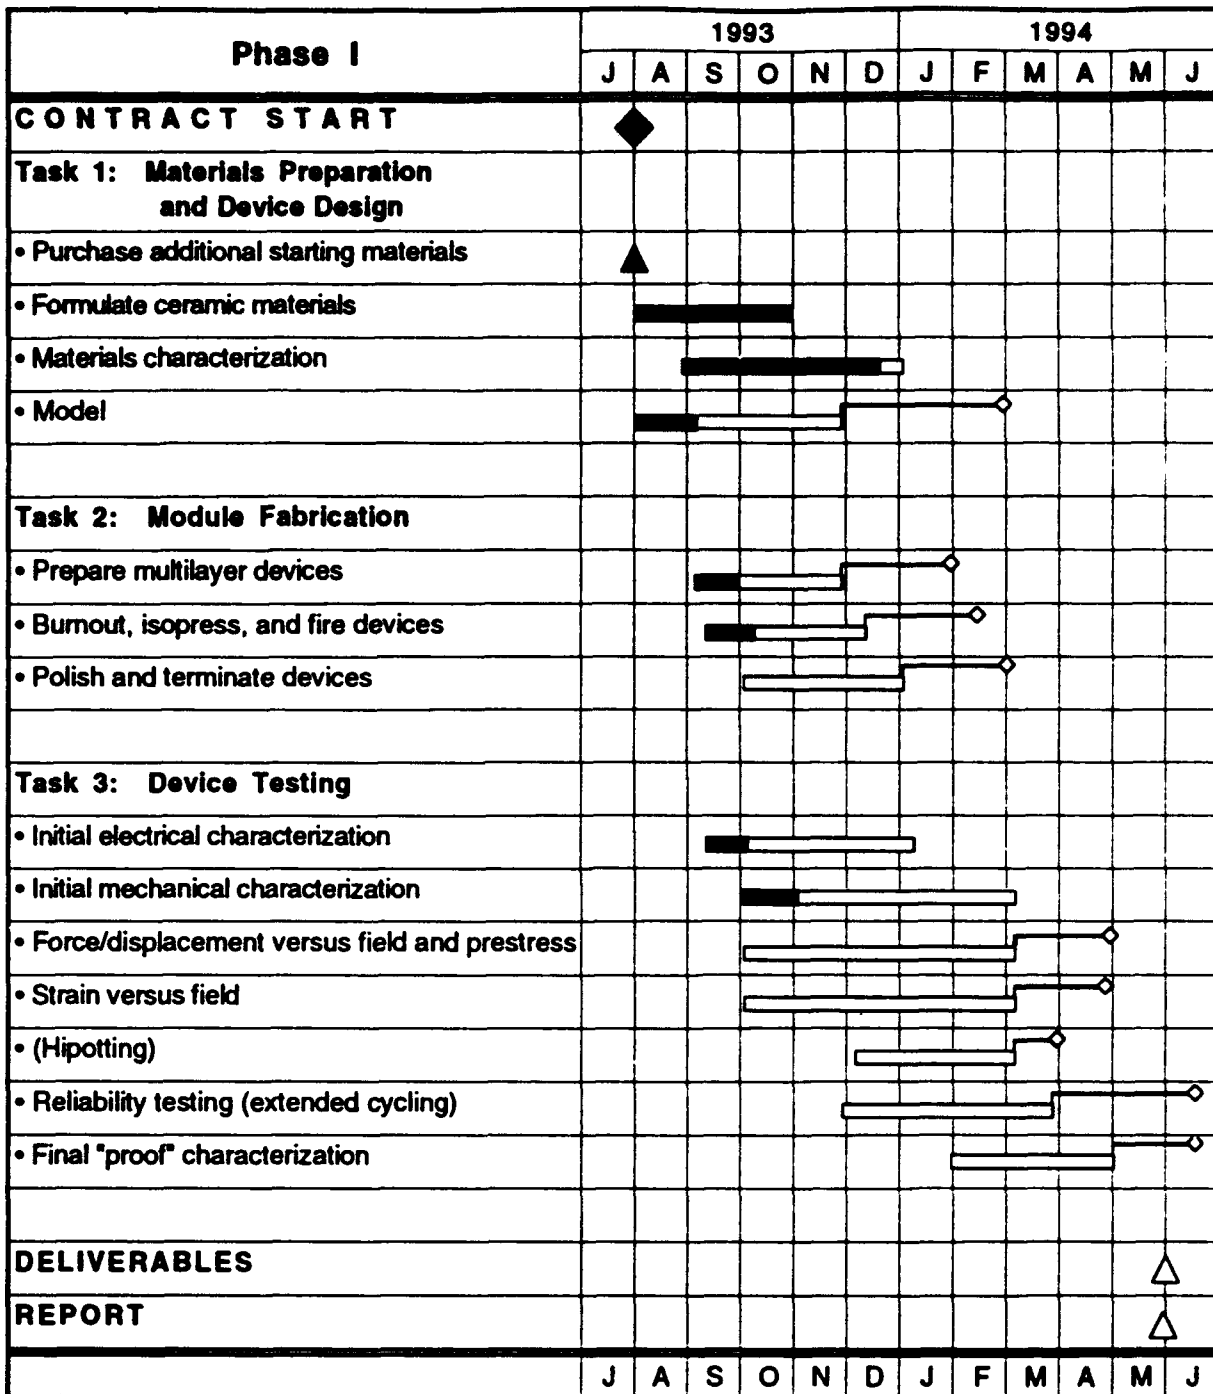 Phase I
1993
1994
J A S O N D J F M A M J
CONTRACT START
Task 1: Materials Preparation
and Device Design
• Purchase additional starting materials
• Formulate ceramic materials
• Materials characterization
• Model
Task 2: Module Fabrication
• Prepare multilayer devices
• Burnout, isopress, and fire devices
• Polish and terminate devices
Task 3: Device Testing
• Initial electrical characterization
• Initial mechanical characterization
• Force/displacement versus field and prestress
• Strain versus field
• (Hipotting)
• Reliability testing (extended cycling)
• Final "proof" characterization
DELIVERABLES
REPORT
J A S O N D J F M A M J